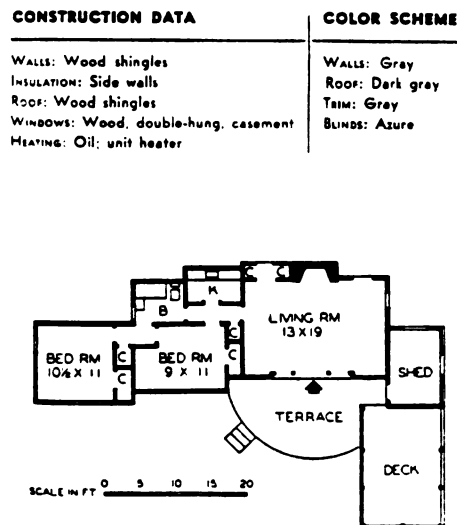 CONSTRUCTION DATA
WALLS: Wood shingles
INSULATION: Side walls
ROOF: Wood shingles
WINDOWS: Wood, double-hung, casement
HEATING: Oil; unit heater
COLOR SCHEME
WALLS: Gray
ROOF: Dark gray
TRIM: Gray
BLINDS: Azure
C C
K
B
LIVING RM
13 X 19
C
BED RM
10½ X 11
C
C
BED RM
9 X 11
C
SHED
TERRACE
DECK
SCALE IN FT 0 5 10 15 20